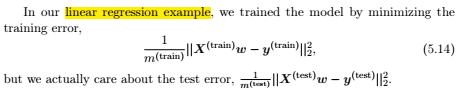 In our linear regression example, we trained the model by minimizing the
training error,
1/m^(train) ||X^(train) w − y^(train)||₂², (5.14)
but we actually care about the test error, 1/m^(test) ||X^(test) w − y^(test)||₂².